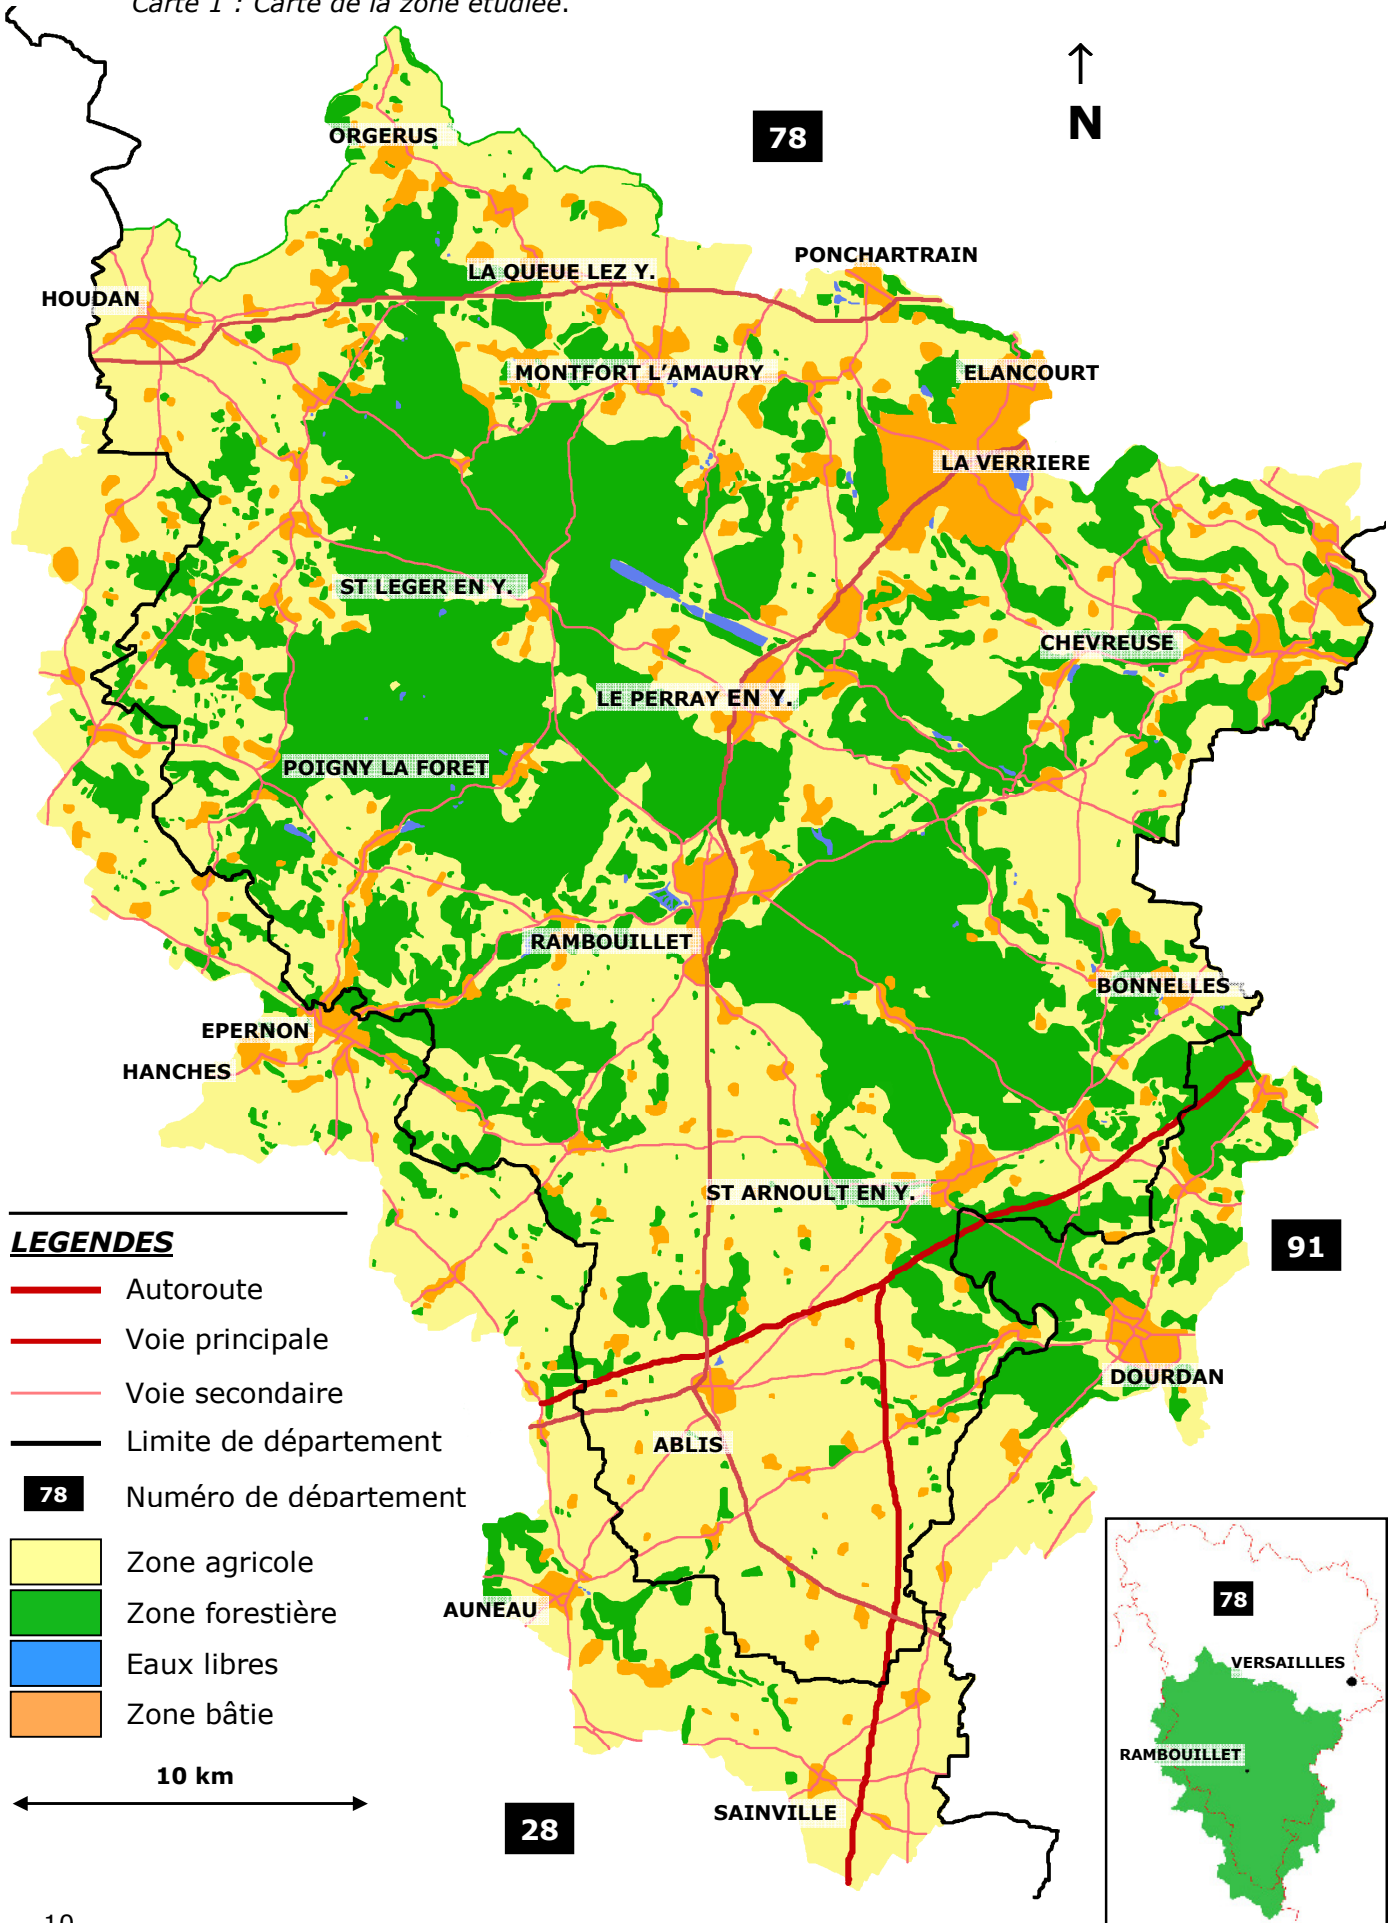 Carte 1 : Carte de la zone étudiée.
N
78
ORGERUS
PONCHARTRAIN
LA QUEUE LEZ Y.
HOUDAN
MONTFORT L'AMAURY
ELANCOURT
LA VERRIERE
ST LEGER EN Y.
CHEVREUSE
LE PERRAY EN Y.
POIGNY LA FORET
RAMBOUILLET
BONNELLES
EPERNON
HANCHES
ST ARNOULT EN Y.
91
DOURDAN
ABLIS
AUNEAU
SAINVILLE
28
LEGENDES
Autoroute
Voie principale
Voie secondaire
Limite de département
78 Numéro de département
Zone agricole
Zone forestière
Eaux libres
Zone bâtie
10 km
78
VERSAILLLES
RAMBOUILLET
10